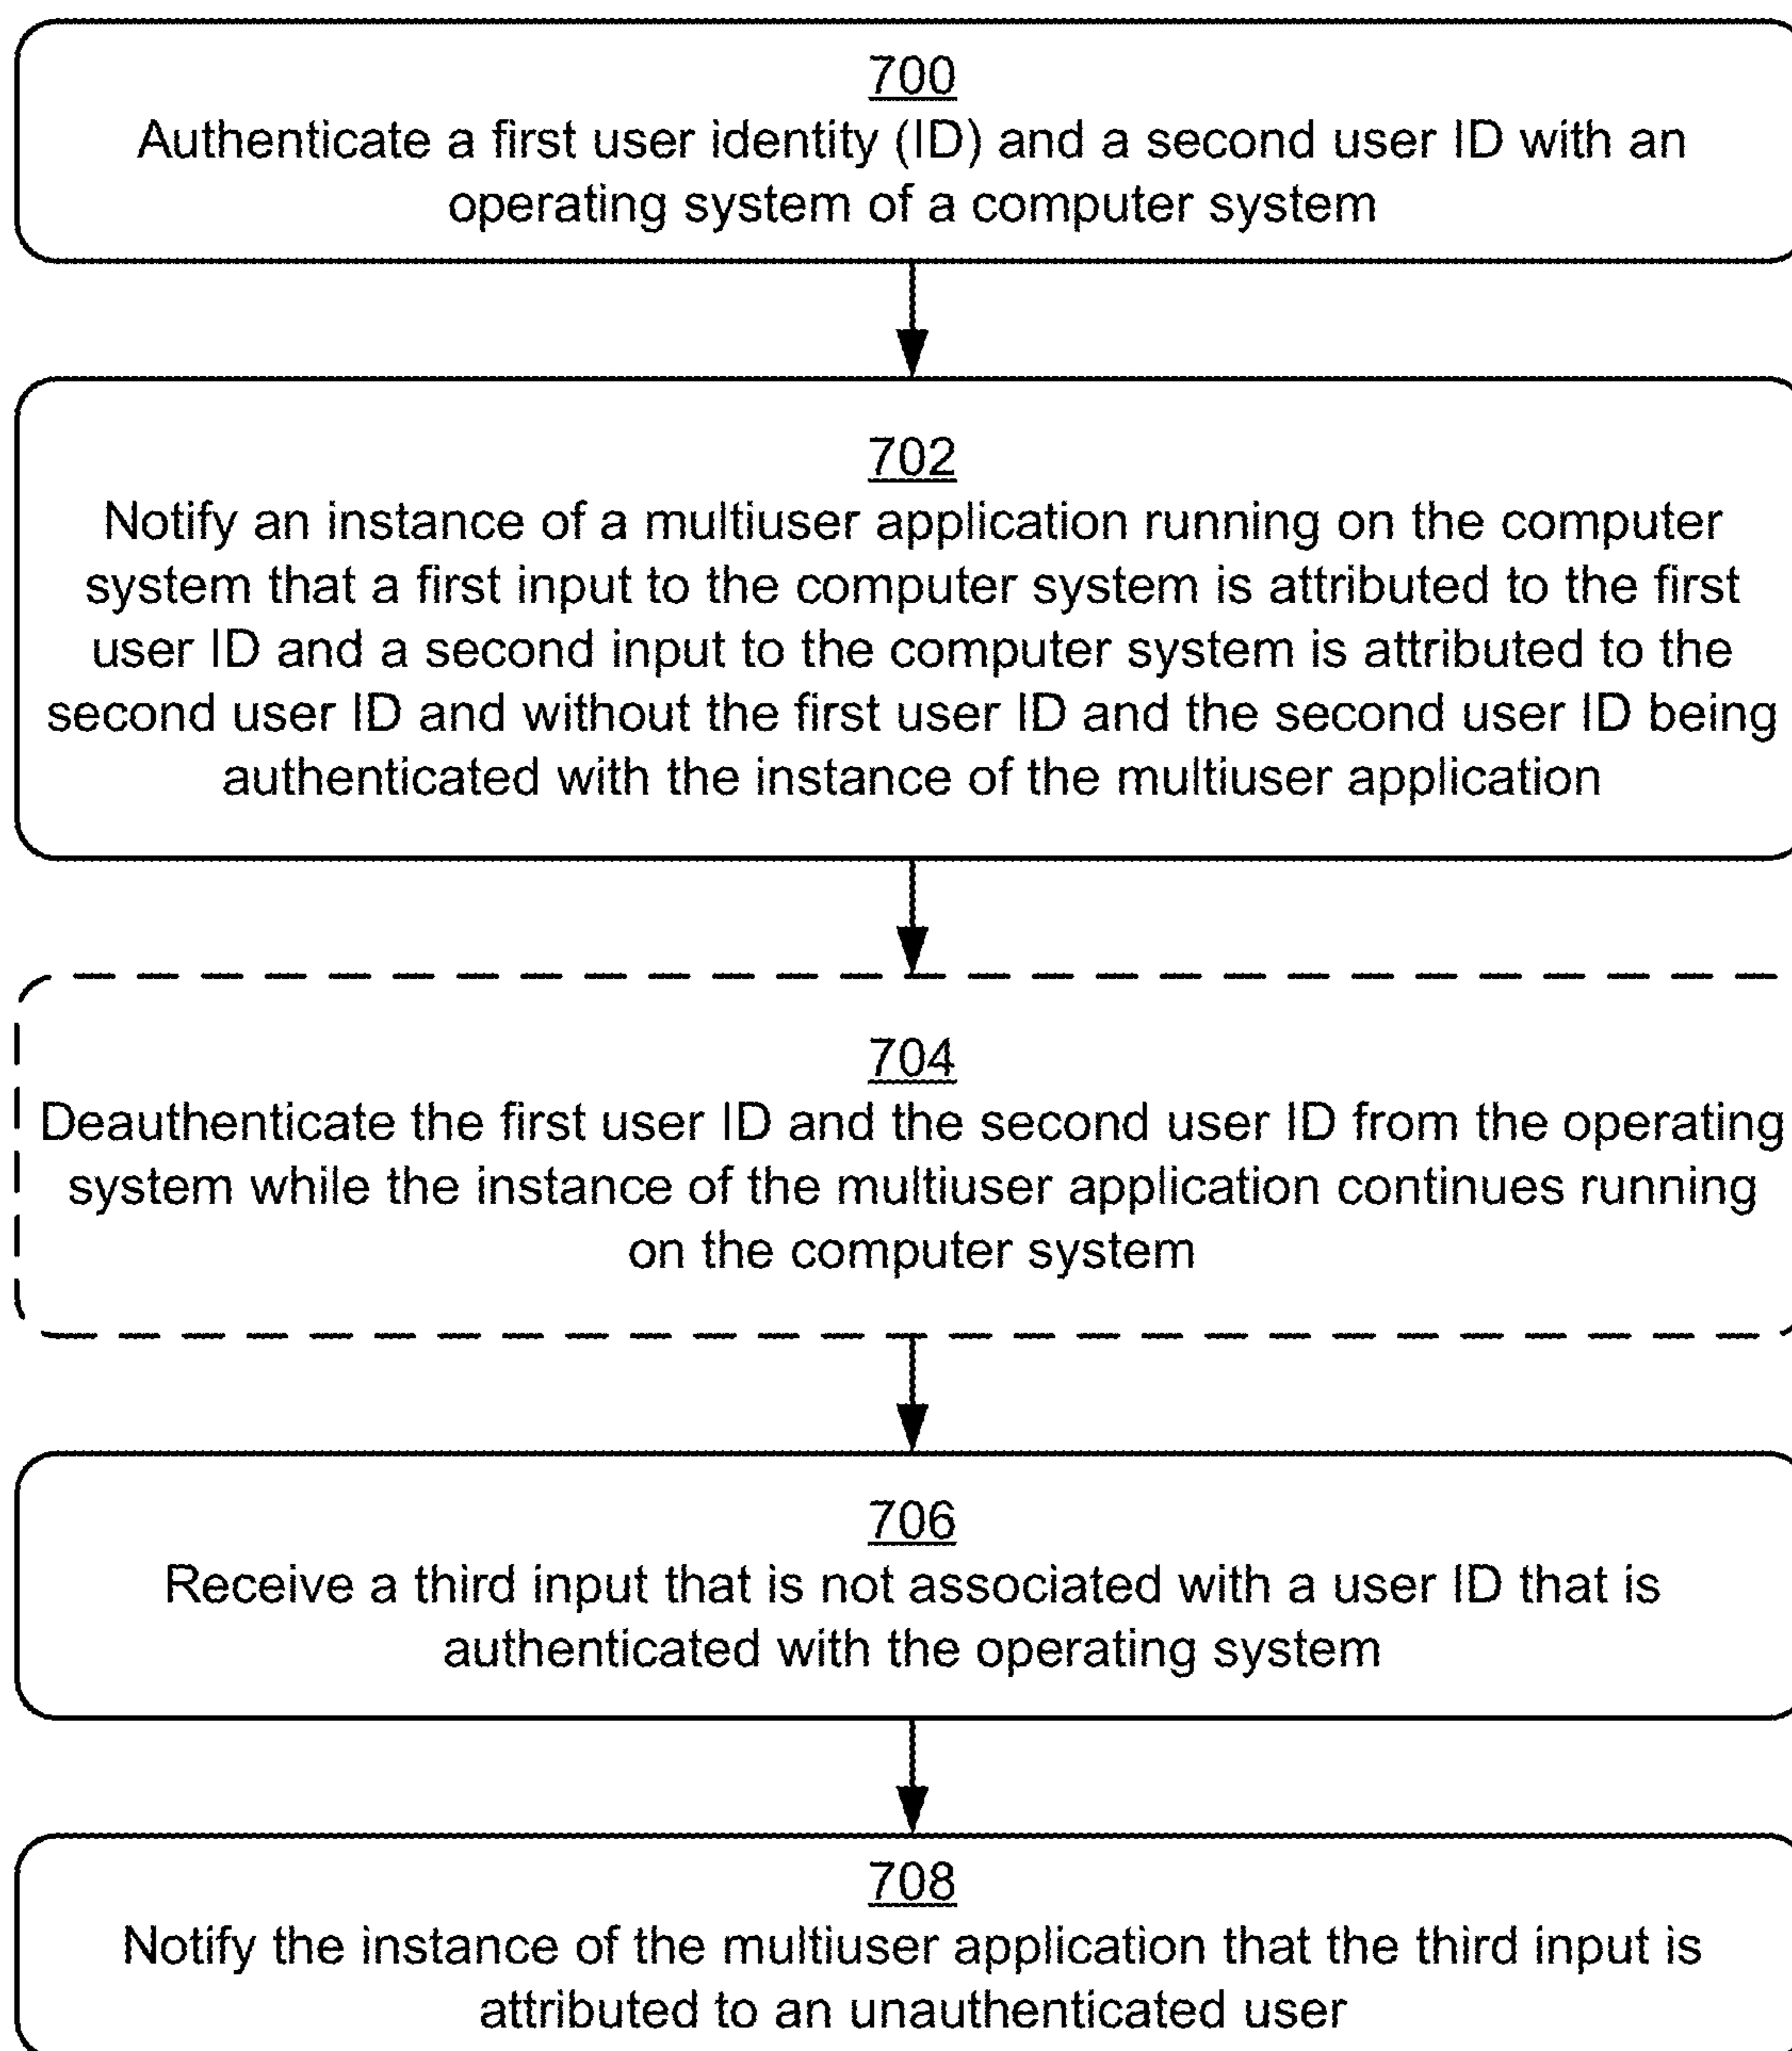 700
Authenticate a first user identity (ID) and a second user ID with an
operating system of a computer system
702
Notify an instance of a multiuser application running on the computer
system that a first input to the computer system is attributed to the first
user ID and a second input to the computer system is attributed to the
second user ID and without the first user ID and the second user ID being
authenticated with the instance of the multiuser application
704
Deauthenticate the first user ID and the second user ID from the operating
system while the instance of the multiuser application continues running
on the computer system
706
Receive a third input that is not associated with a user ID that is
authenticated with the operating system
708
Notify the instance of the multiuser application that the third input is
attributed to an unauthenticated user